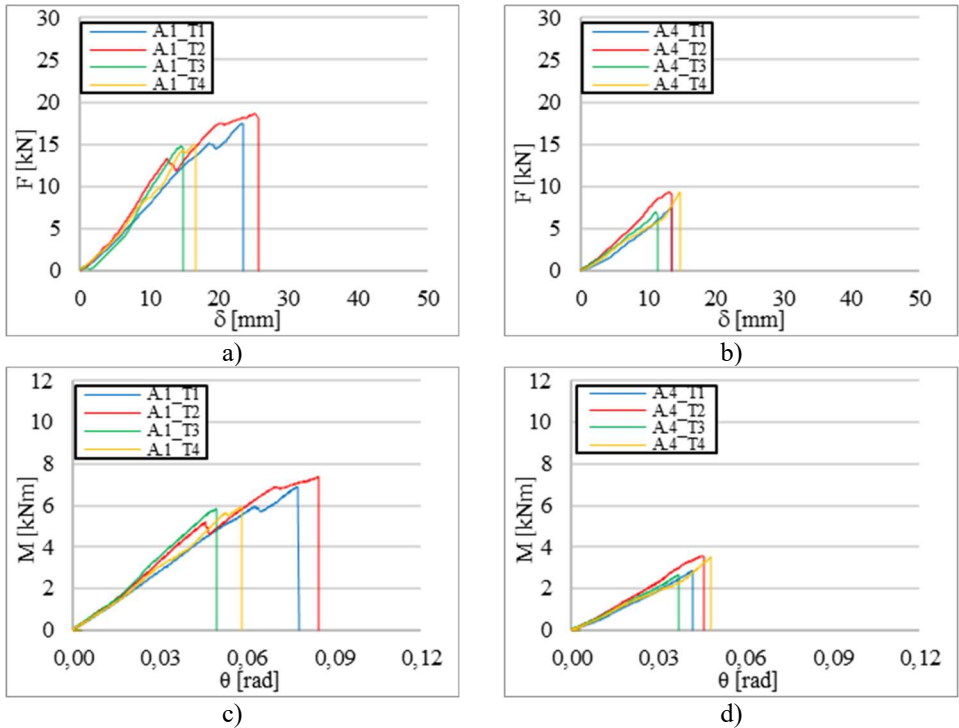 30
25
20
15
10
5
0
F [kN]
A.1_T1
A.1_T2
A.1_T3
A.1_T4
0 10 20 30 40 50
δ [mm]
a)
30
25
20
15
10
5
0
F [kN]
A.4_T1
A.4_T2
A.4_T3
A.4_T4
0 10 20 30 40 50
δ [mm]
b)
12
10
8
6
4
2
0
M [kNm]
A.1_T1
A.1_T2
A.1_T3
A.1_T4
0,00 0,03 0,06 0,09 0,12
θ [rad]
c)
12
10
8
6
4
2
0
M [kNm]
A.4_T1
A.4_T2
A.4_T3
A.4_T4
0,00 0,03 0,06 0,09 0,12
θ [rad]
d)